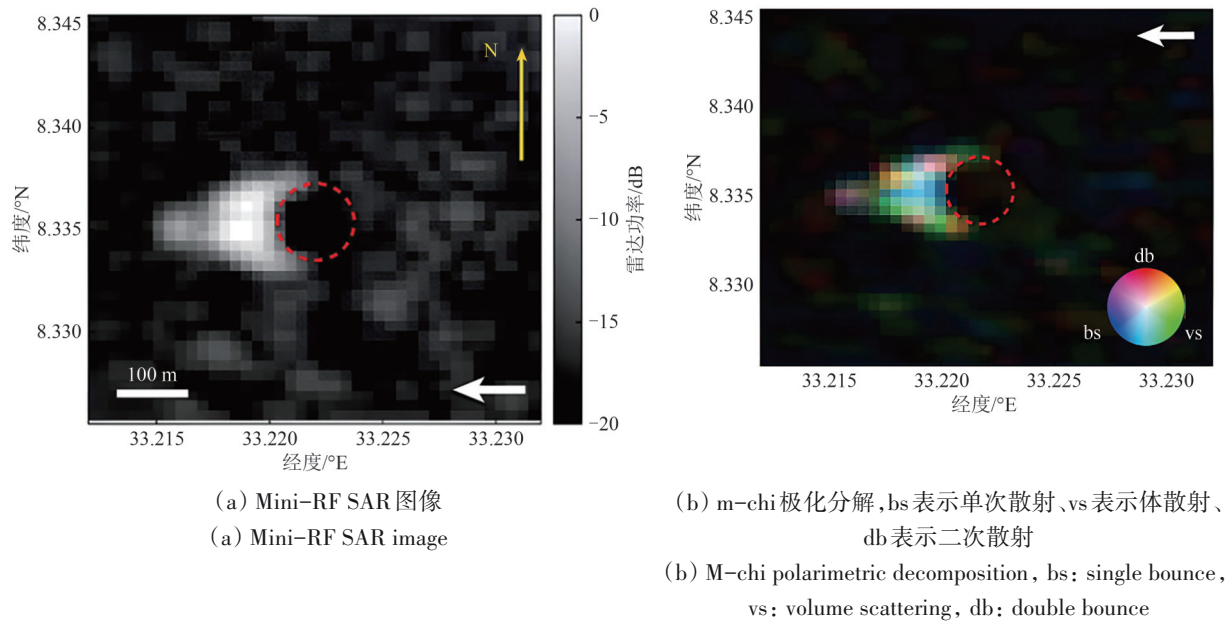 8.345
8.340
8.335
8.330
纬度/°N
N
100 m
33.215
33.220
33.225
33.230
经度/°E
0
−5
−10
−15
−20
雷达功率/dB
(a) Mini-RF SAR图像
(a) Mini-RF SAR image
8.345
8.340
8.335
8.330
纬度/°N
db
bs
vs
33.215
33.220
33.225
33.230
经度/°E
(b) m-chi极化分解,bs表示单次散射、vs表示体散射、
db表示二次散射
(b) M-chi polarimetric decomposition, bs: single bounce,
vs: volume scattering, db: double bounce